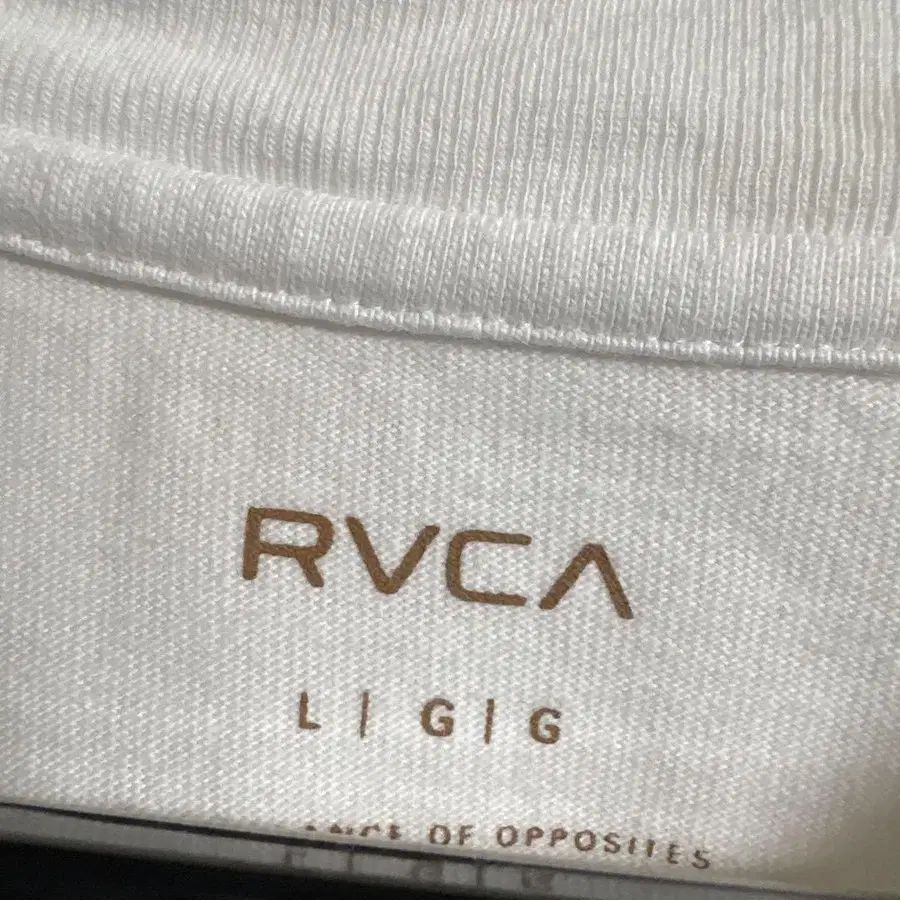 RVCA
L | G | G
OF OPPOSITES